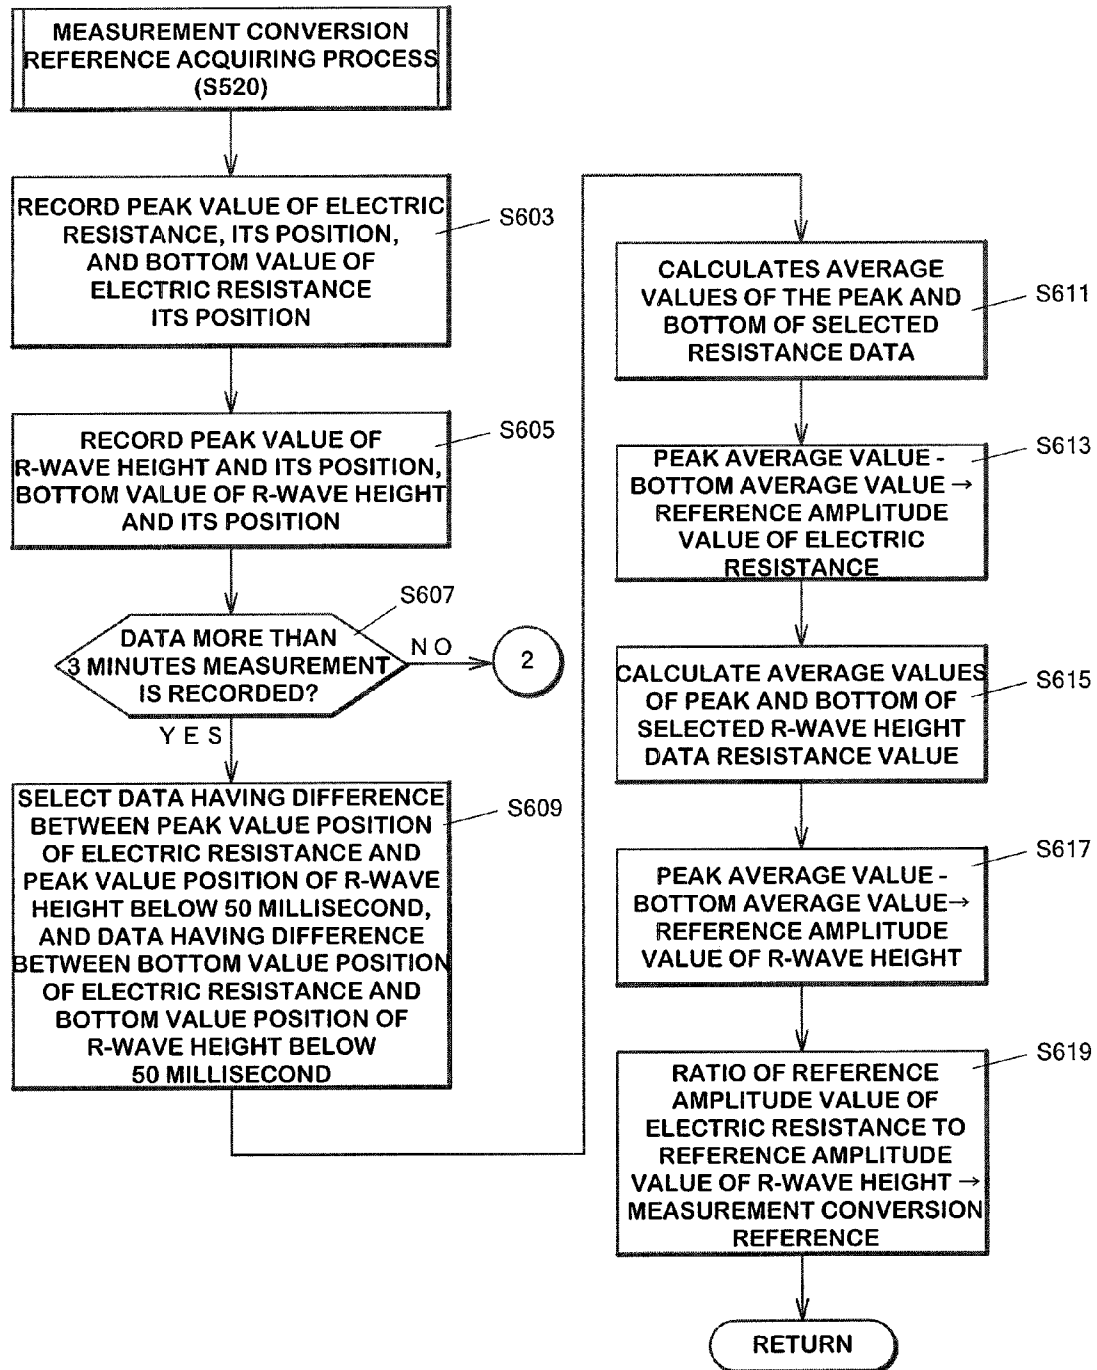 MEASUREMENT CONVERSION
REFERENCE ACQUIRING PROCESS
(S520)
RECORD PEAK VALUE OF ELECTRIC
RESISTANCE, ITS POSITION,
AND BOTTOM VALUE OF
ELECTRIC RESISTANCE
ITS POSITION
S603
RECORD PEAK VALUE OF
R-WAVE HEIGHT AND ITS POSITION,
BOTTOM VALUE OF R-WAVE HEIGHT
AND ITS POSITION
S605
DATA MORE THAN
3 MINUTES MEASUREMENT
IS RECORDED?
S607
NO
2
YES
SELECT DATA HAVING DIFFERENCE
BETWEEN PEAK VALUE POSITION
OF ELECTRIC RESISTANCE AND
PEAK VALUE POSITION OF R-WAVE
HEIGHT BELOW 50 MILLISECOND,
AND DATA HAVING DIFFERENCE
BETWEEN BOTTOM VALUE POSITION
OF ELECTRIC RESISTANCE AND
BOTTOM VALUE POSITION OF
R-WAVE HEIGHT BELOW
50 MILLISECOND
S609
CALCULATES AVERAGE
VALUES OF THE PEAK AND
BOTTOM OF SELECTED
RESISTANCE DATA
S611
PEAK AVERAGE VALUE -
BOTTOM AVERAGE VALUE →
REFERENCE AMPLITUDE
VALUE OF ELECTRIC
RESISTANCE
S613
CALCULATE AVERAGE VALUES
OF PEAK AND BOTTOM OF
SELECTED R-WAVE HEIGHT
DATA RESISTANCE VALUE
S615
PEAK AVERAGE VALUE -
BOTTOM AVERAGE VALUE→
REFERENCE AMPLITUDE
VALUE OF R-WAVE HEIGHT
S617
RATIO OF REFERENCE
AMPLITUDE VALUE OF
ELECTRIC RESISTANCE TO
REFERENCE AMPLITUDE
VALUE OF R-WAVE HEIGHT →
MEASUREMENT CONVERSION
REFERENCE
S619
RETURN